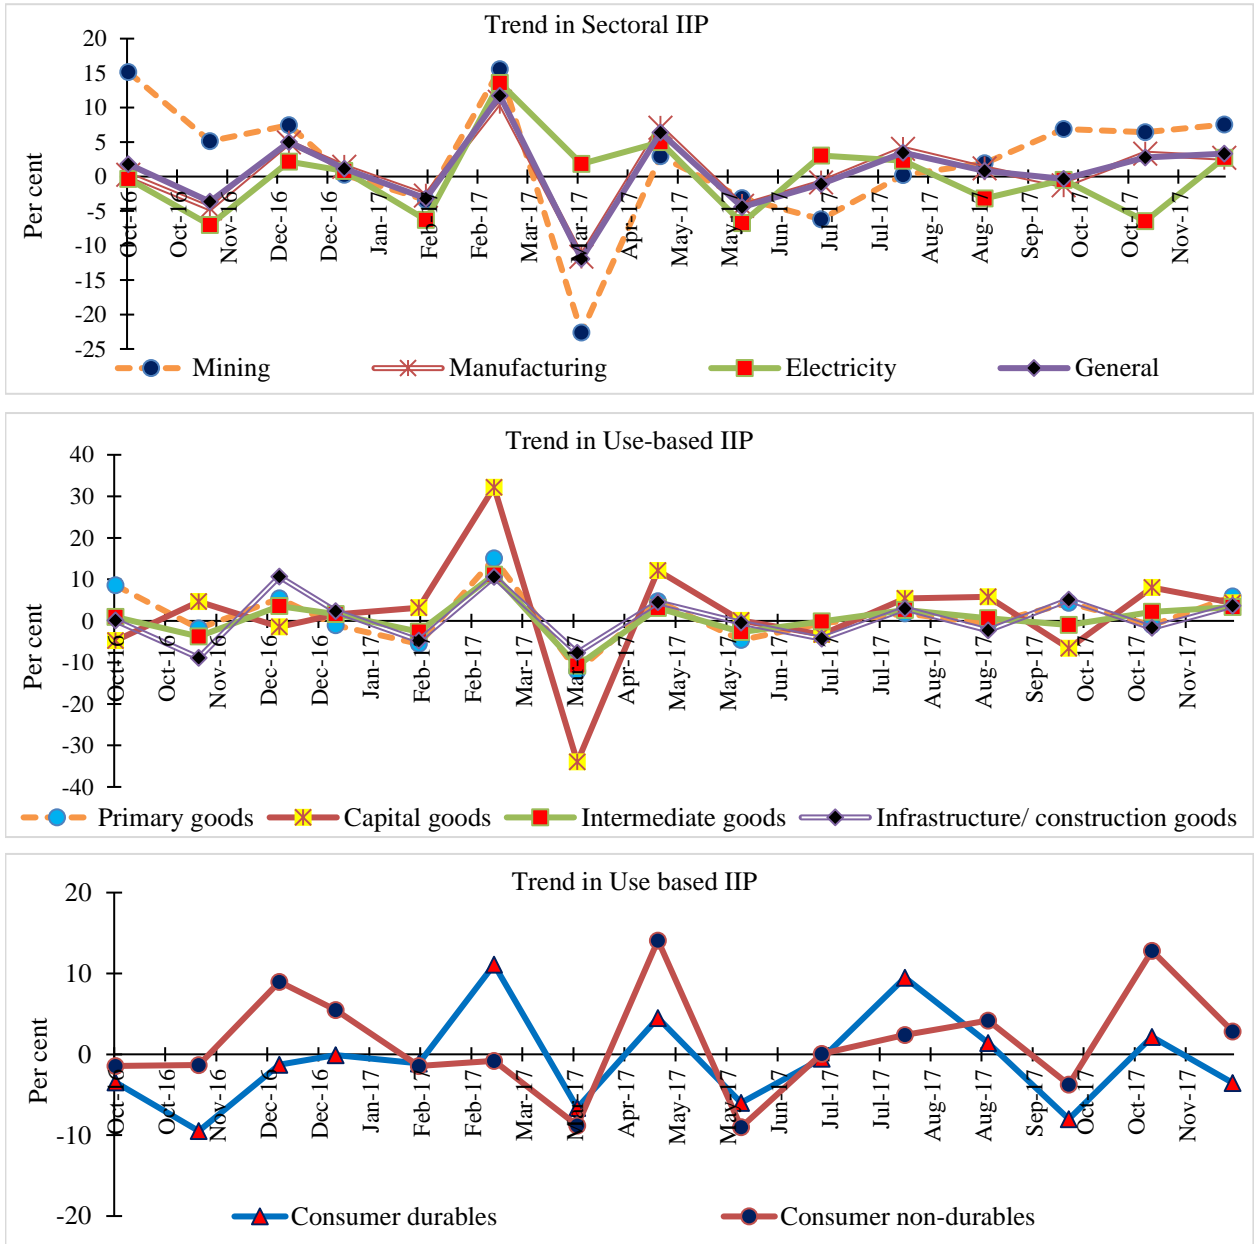 Trend in Sectoral IIP
Per cent
20
15
10
5
0
-5
-10
-15
-20
-25
Oct-16
Oct-16
Nov-16
Dec-16
Dec-16
Jan-17
Feb-17
Feb-17
Mar-17
Mar-17
Apr-17
May-17
May-17
Jun-17
Jul-17
Jul-17
Aug-17
Aug-17
Sep-17
Oct-17
Oct-17
Nov-17
Mining Manufacturing Electricity General
Trend in Use-based IIP
Per cent
40
30
20
10
0
-10
-20
-30
-40
Oct-16
Oct-16
Nov-16
Dec-16
Dec-16
Jan-17
Feb-17
Feb-17
Mar-17
Mar-17
Apr-17
May-17
May-17
Jun-17
Jul-17
Jul-17
Aug-17
Aug-17
Sep-17
Oct-17
Oct-17
Nov-17
Primary goods Capital goods Intermediate goods Infrastructure/ construction goods
Trend in Use based IIP
Per cent
20
10
0
-10
-20
Oct-16
Oct-16
Nov-16
Dec-16
Dec-16
Jan-17
Feb-17
Feb-17
Mar-17
Mar-17
Apr-17
May-17
May-17
Jun-17
Jul-17
Jul-17
Aug-17
Aug-17
Sep-17
Oct-17
Oct-17
Nov-17
Consumer durables Consumer non-durables